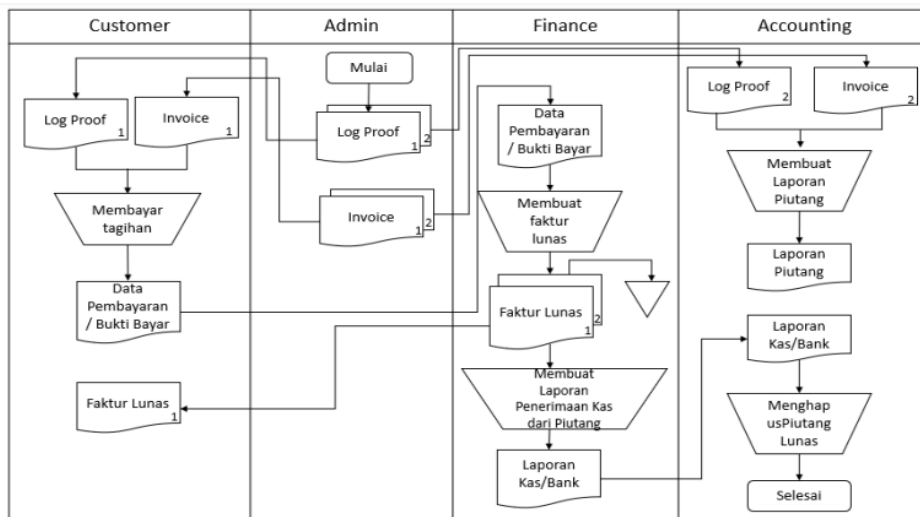 Customer
Admin
Finance
Accounting
Log Proof
1
Invoice
1
Membayar
tagihan
Data
Pembayaran
/ Bukti Bayar
Faktur Lunas
1
Mulai
Log Proof
1
2
Invoice
1
2
Data
Pembayaran
/ Bukti Bayar
Membuat
faktur
lunas
Faktur Lunas
1
2
Membuat
Laporan
Penerimaan Kas
dari Piutang
Laporan
Kas/Bank
Log Proof
2
Invoice
2
Membuat
Laporan
Piutang
Laporan
Piutang
Laporan
Kas/Bank
Menghap
usPiutang
Lunas
Selesai